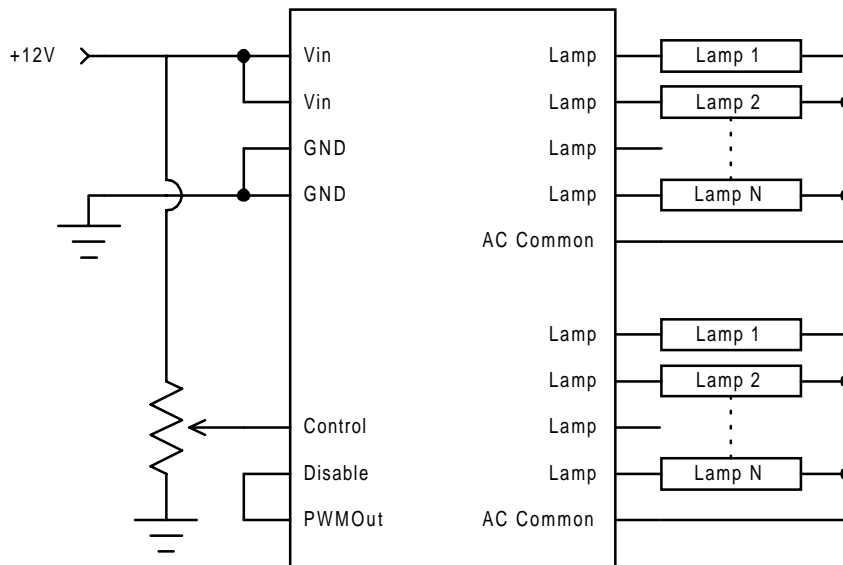 +12V
Vin
Lamp
Lamp 1
Vin
Lamp
Lamp 2
GND
Lamp
GND
Lamp
Lamp N
AC Common
Lamp
Lamp 1
Lamp
Lamp 2
Control
Lamp
Disable
Lamp
Lamp N
PWMOut
AC Common